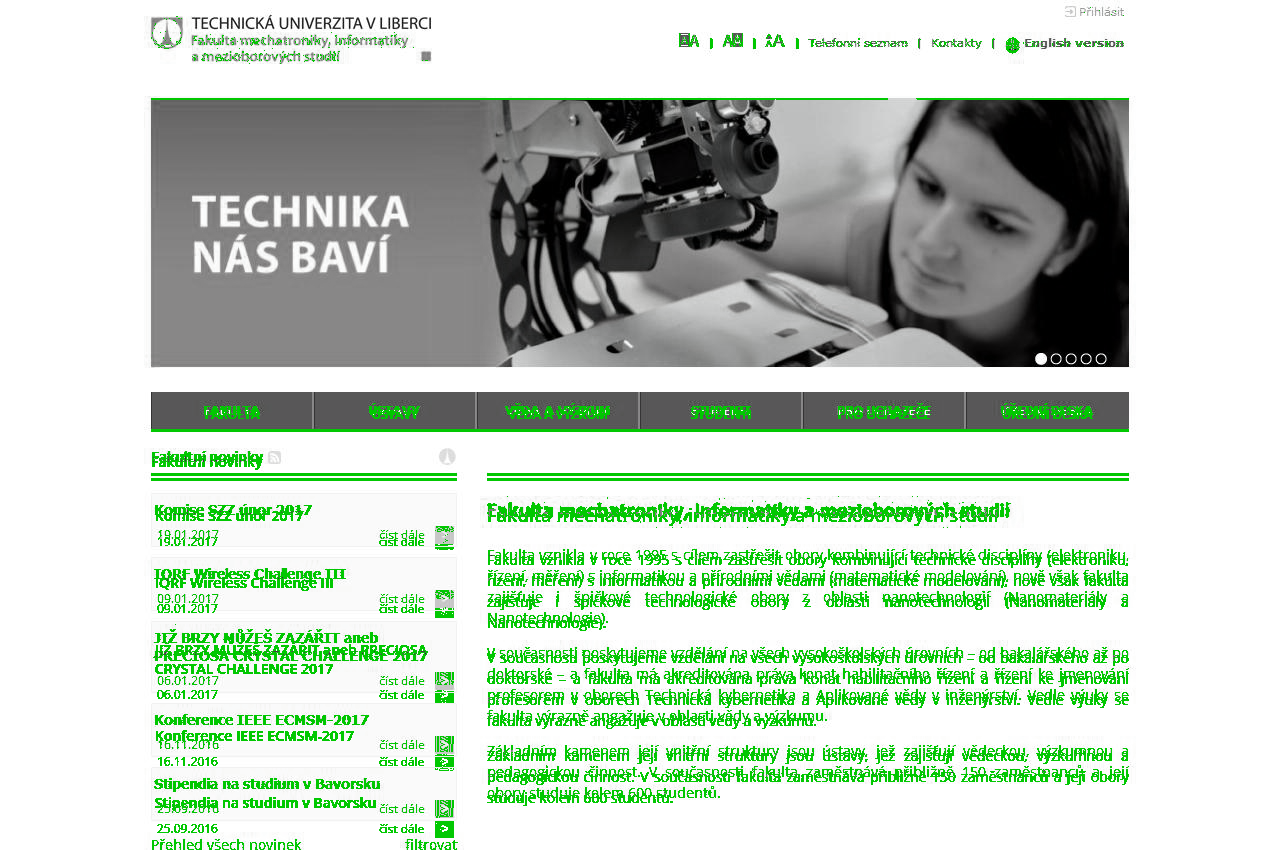 TECHNICKÁ UNIVERZITA V LIBERCI
Fakulta mechatroniky, informatiky
a mezioborových studií
Přihlásit
AA | AA | AA | Telefonní seznam | Kontakty | English version
TECHNIKA
NÁS BAVÍ
FAKULTA ÚSTAVY VĚDA A VÝZKUM STUDENTI PRO UCHAZEČE ÚŘEDNÍ DESKA
Fakultní novinky
Komise SZZ únor 2017
19.01.2017 číst dále
IQRF Wireless Challenge III
09.01.2017 číst dále
JIŽ BRZY MŮŽEŠ ZAZÁŘIT aneb PRECIOSA
CRYSTAL CHALLENGE 2017
06.01.2017 číst dále
Konference IEEE ECMSM-2017
16.11.2016 číst dále
Stipendia na studium v Bavorsku
25.09.2016 číst dále
Přehled všech novinek filtrovat
Fakulta mechatroniky, informatiky a mezioborových studií
Fakulta vznikla v roce 1995 s cílem zastřešit obory kombinující technické disciplíny (elektroniku,
řízení, měření) s informatikou a přírodními vědami (matematické modelování), nově však fakulta
zajišťuje i špičkové technologické obory z oblasti nanotechnologií (Nanomateriály a
Nanotechnologie).
V současnosti poskytujeme vzdělání na všech vysokoškolských úrovních – od bakalářského až po
doktorské – a fakulta má akreditována práva konat habilitačního řízení a řízení ke jmenování
profesorem v oborech Technická kybernetika a Aplikované vědy v inženýrství. Vedle výuky se
fakulta výrazně angažuje v oblasti vědy a výzkumu.
Základním kamenem její vnitřní struktury jsou ústavy, jež zajišťují vědeckou, výzkumnou a
pedagogickou činnost. V současnosti fakulta zaměstnává přibližně 150 zaměstnanců a její obory
studuje kolem 600 studentů.